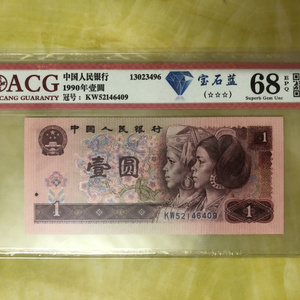 ACG
CANG GUARANTY
中国人民银行 13023496
1990年壹圆
冠号：KW52146409
宝石蓝
(☆☆☆)
68 EPQ
Superb Gem Unc
中国人民银行
壹圆
1
1
KW52146409